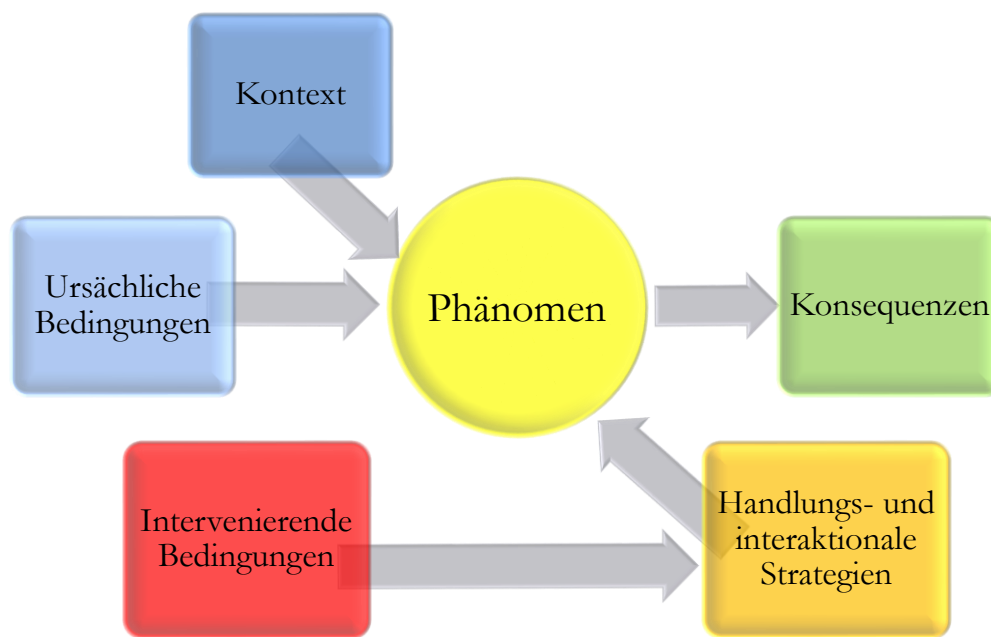 Kontext
Ursächliche
Bedingungen
Phänomen
Konsequenzen
Intervenierende
Bedingungen
Handlungs- und
interaktionale
Strategien